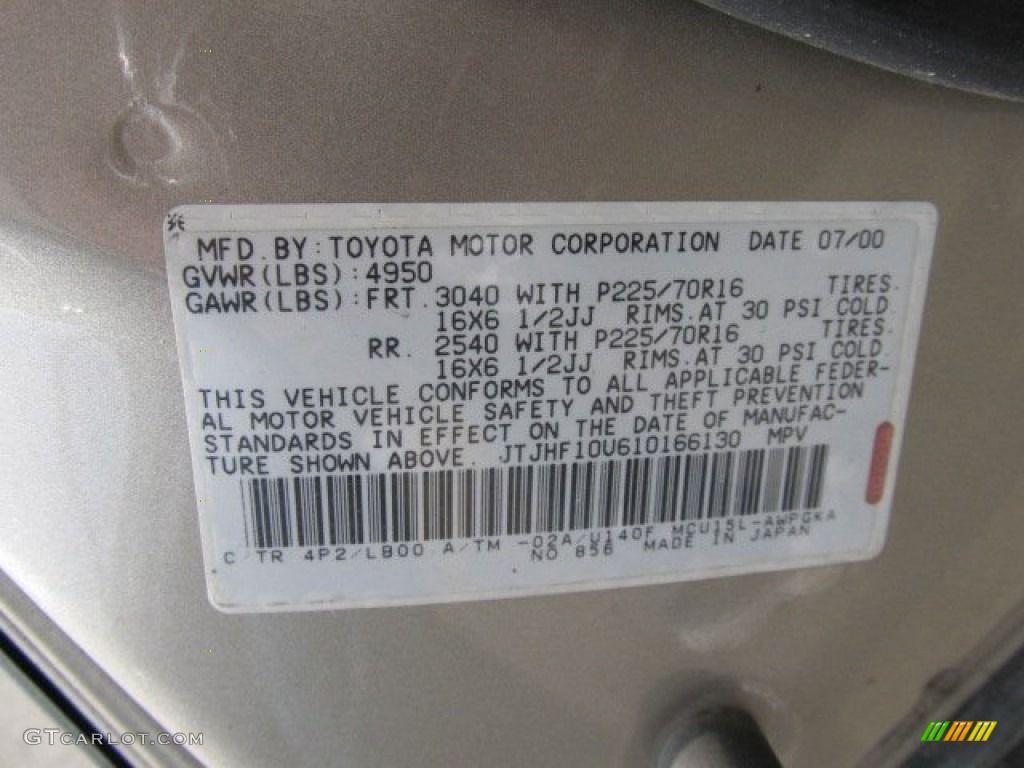 MFD. BY: TOYOTA MOTOR CORPORATION DATE 07/00
GVWR(LBS): 4950
GAWR(LBS): FRT. 3040 WITH P225/70R16 TIRES.
16X6 1/2JJ RIMS. AT 30 PSI COLD.
RR. 2540 WITH P225/70R16 TIRES.
16X6 1/2JJ RIMS. AT 30 PSI COLD.
THIS VEHICLE CONFORMS TO ALL APPLICABLE FEDER-
AL MOTOR VEHICLE SAFETY AND THEFT PREVENTION
STANDARDS IN EFFECT ON THE DATE OF MANUFAC-
TURE SHOWN ABOVE. JTJHF10U610166130 MPV
C/TR 4P2/LB00 A/TM -02A/U140F MCU15L-AWPGKA
NO 856 MADE IN JAPAN
GTCarlot.com